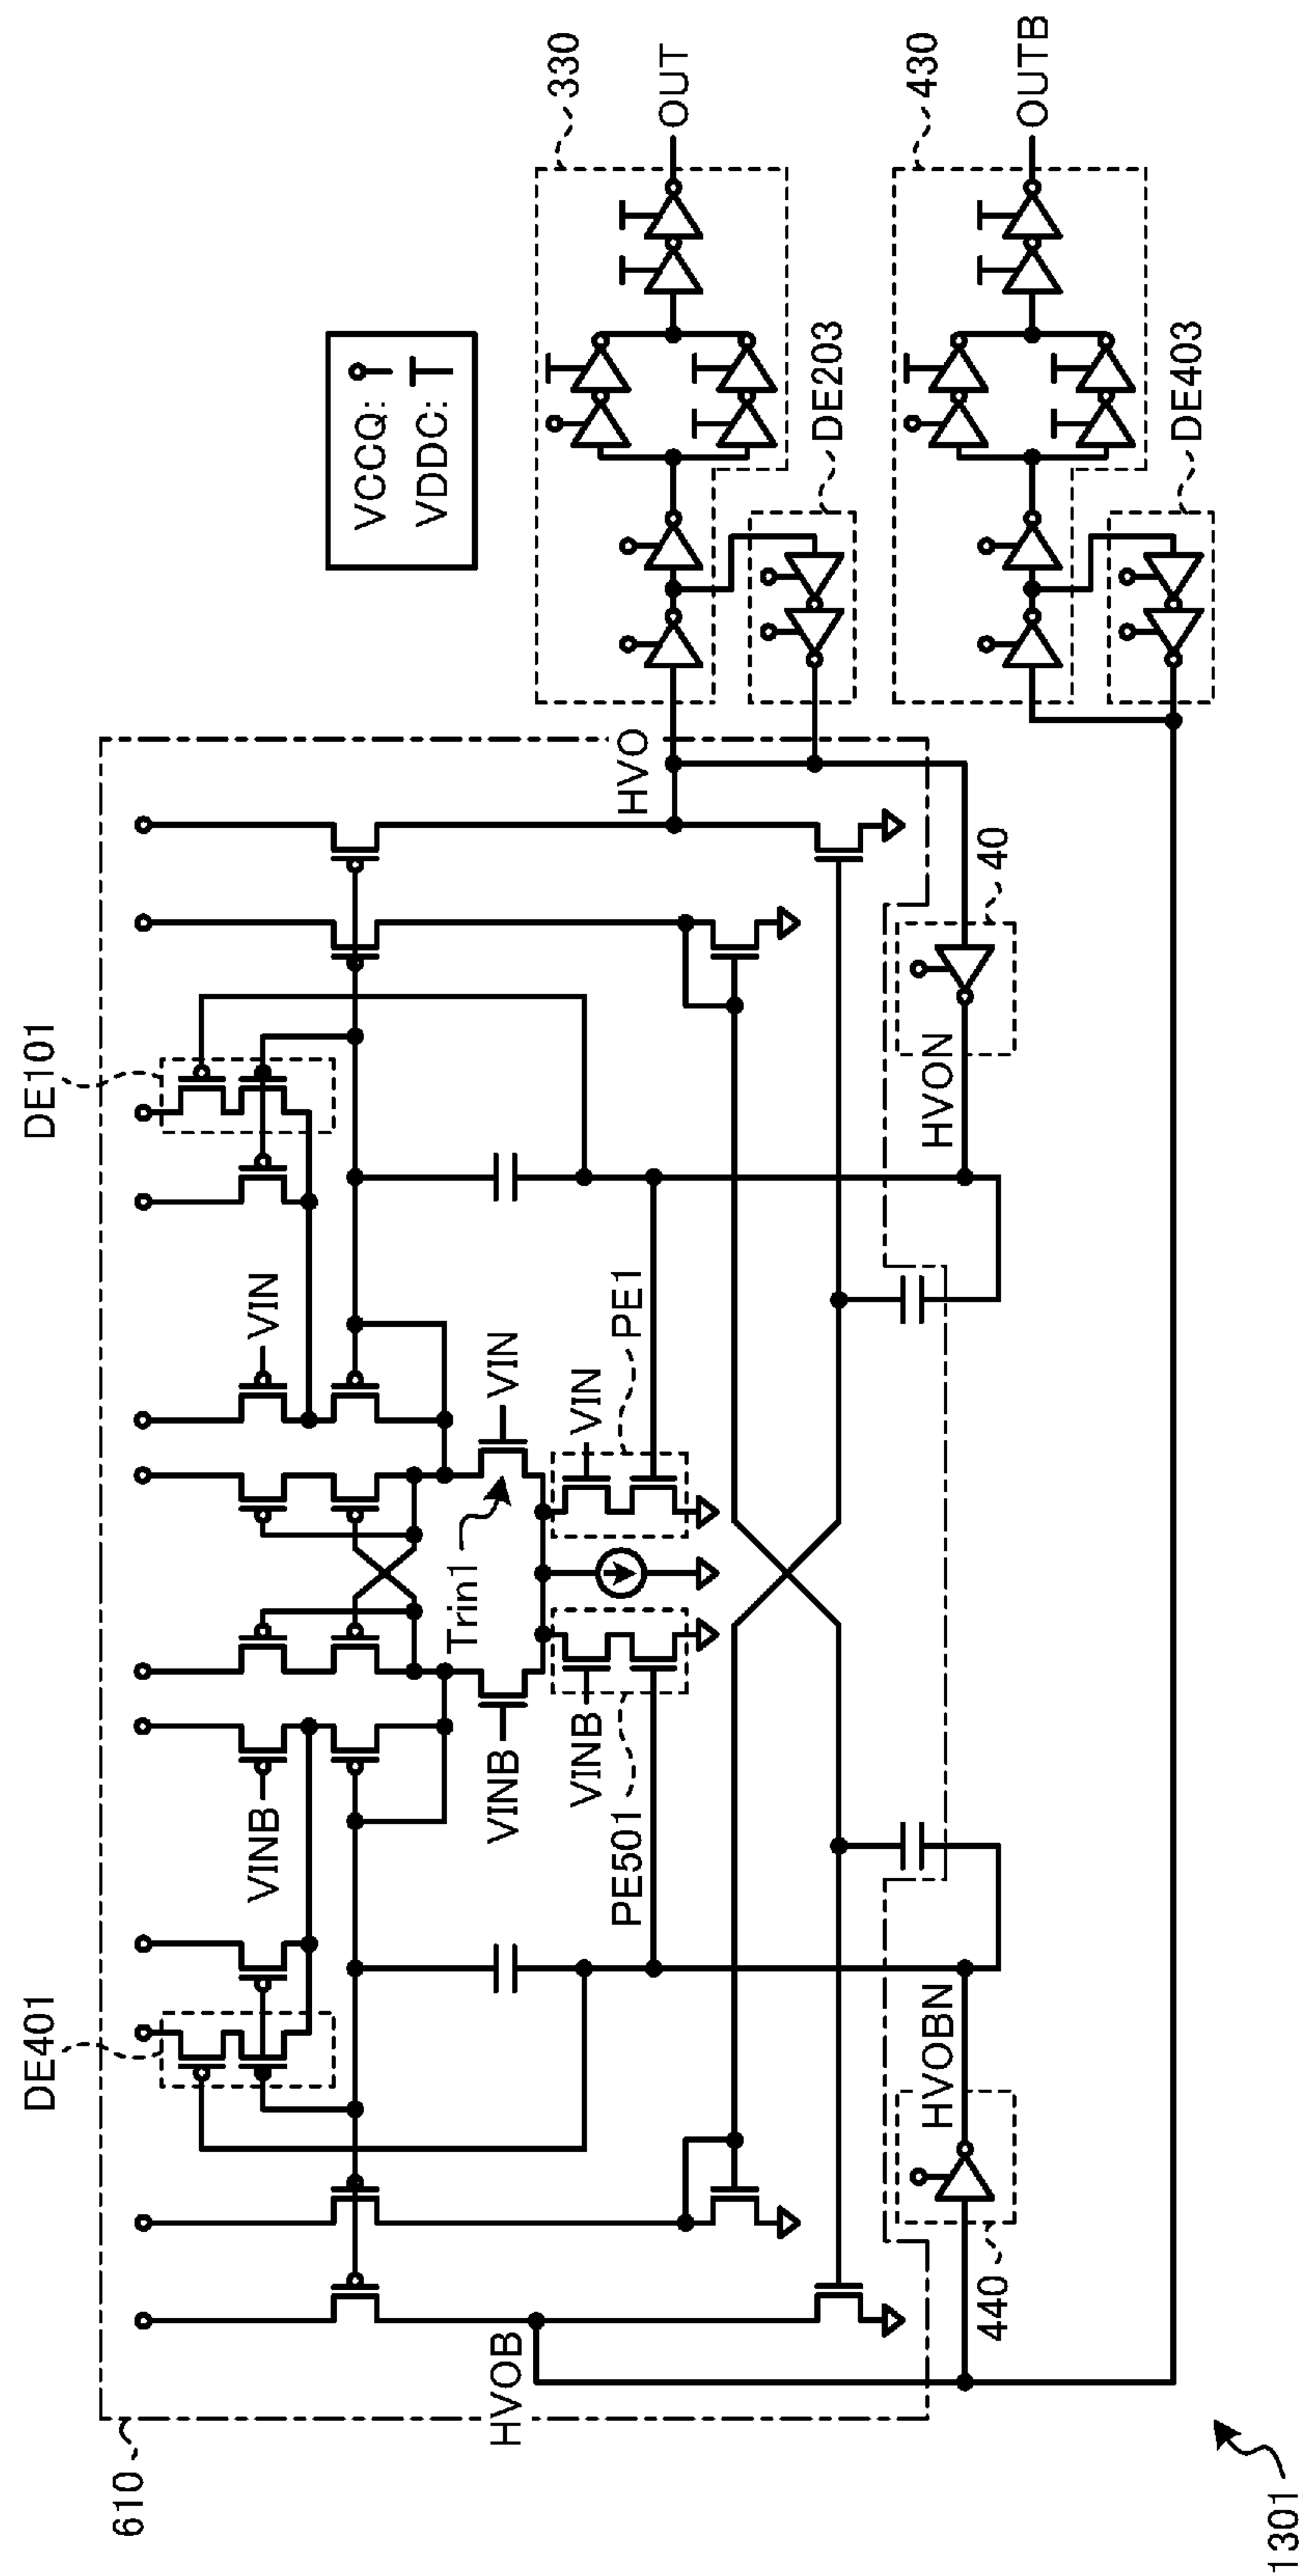 610
HVOB
DE401
VINB
VINB
VINB
PE501
HVOBN
440
Trin1
VIN
VIN
VIN
PE1
DE101
HVON
40
HVO
VCCQ:
VDDC:
330
OUT
DE203
430
OUTB
DE403
1301